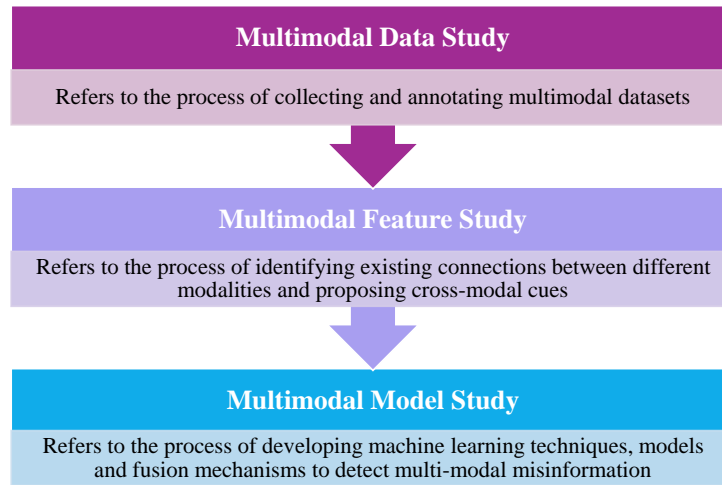 Multimodal Data Study
Refers to the process of collecting and annotating multimodal datasets
Multimodal Feature Study
Refers to the process of identifying existing connections between different
modalities and proposing cross-modal cues
Multimodal Model Study
Refers to the process of developing machine learning techniques, models
and fusion mechanisms to detect multi-modal misinformation